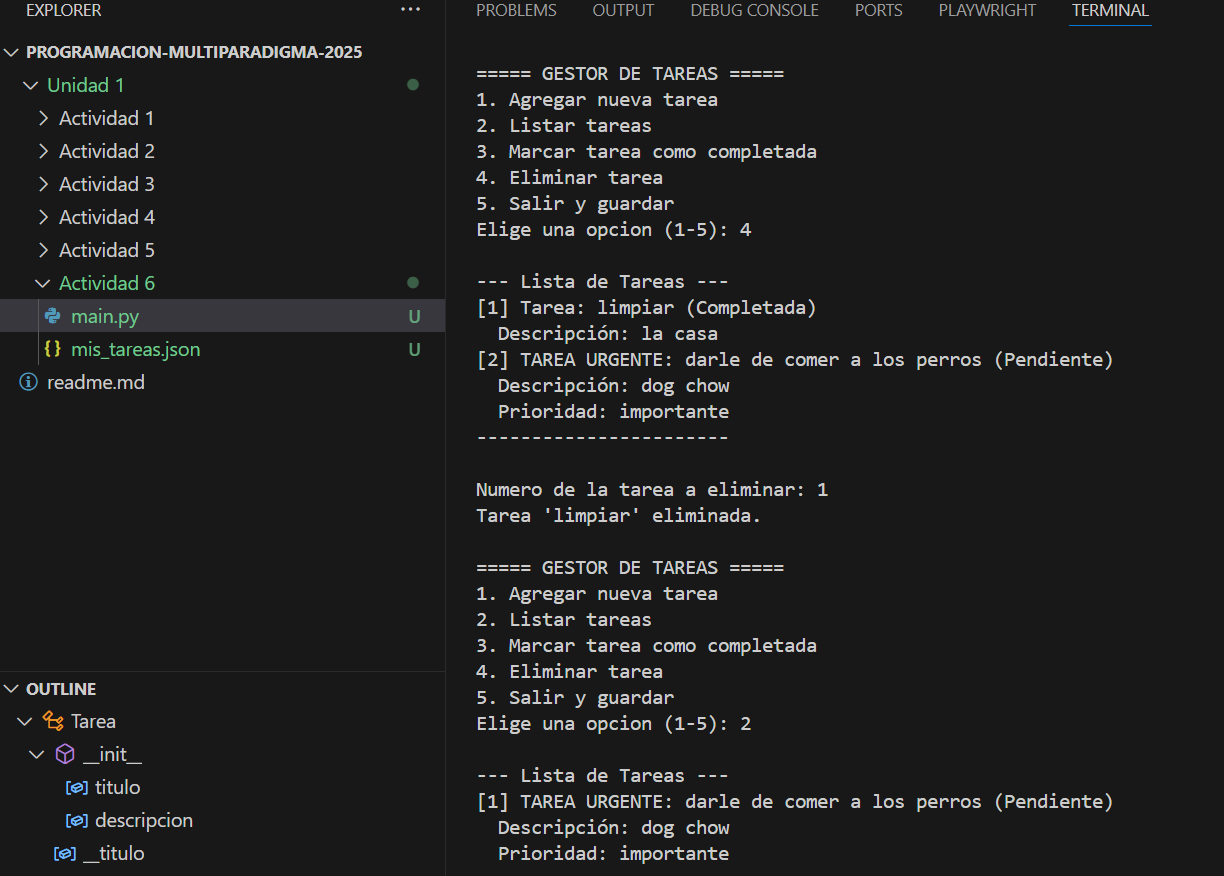 EXPLORER
PROGRAMACION-MULTIPARADIGMA-2025
Unidad 1
Actividad 1
Actividad 2
Actividad 3
Actividad 4
Actividad 5
Actividad 6
main.py U
{} mis_tareas.json U
readme.md
OUTLINE
Tarea
__init__
titulo
descripcion
__titulo
PROBLEMS OUTPUT DEBUG CONSOLE PORTS PLAYWRIGHT TERMINAL
===== GESTOR DE TAREAS =====
1. Agregar nueva tarea
2. Listar tareas
3. Marcar tarea como completada
4. Eliminar tarea
5. Salir y guardar
Elige una opcion (1-5): 4
--- Lista de Tareas ---
[1] Tarea: limpiar (Completada)
Descripción: la casa
[2] TAREA URGENTE: darle de comer a los perros (Pendiente)
Descripción: dog chow
Prioridad: importante
-----------------------
Numero de la tarea a eliminar: 1
Tarea 'limpiar' eliminada.
===== GESTOR DE TAREAS =====
1. Agregar nueva tarea
2. Listar tareas
3. Marcar tarea como completada
4. Eliminar tarea
5. Salir y guardar
Elige una opcion (1-5): 2
--- Lista de Tareas ---
[1] TAREA URGENTE: darle de comer a los perros (Pendiente)
Descripción: dog chow
Prioridad: importante